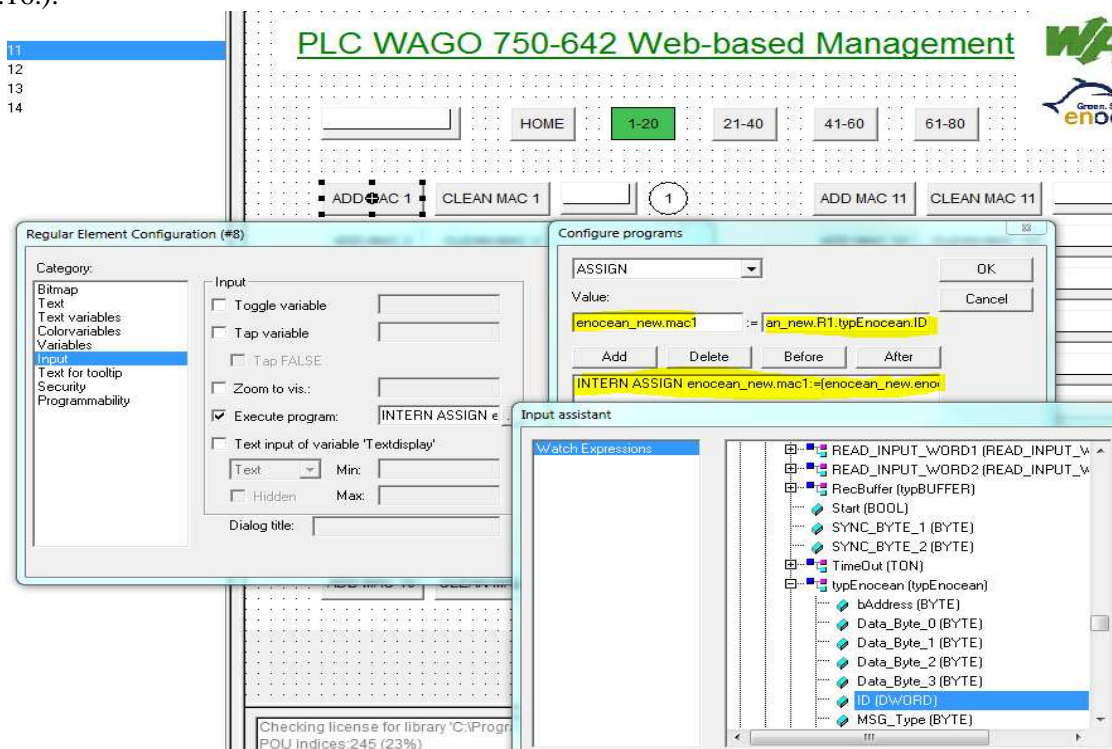 11
12
13
14
PLC WAGO 750-642 Web-based Management
HOME 1-20 21-40 41-60 61-80
Green. S
ADD MAC 1 CLEAN MAC 1 1 ADD MAC 11 CLEAN MAC 11
Regular Element Configuration (#8)
Category:
Bitmap
Text
Text variables
Colorvariables
Variables
Input
Text for tooltip
Security
Programmability
Input
Toggle variable
Tap variable
Tap FALSE
Zoom to vis.:
Execute program: INTERN ASSIGN e ..
Text input of variable 'Textdisplay'
Text Min:
Hidden Max:
Dialog title:
Configure programs
ASSIGN OK
Value: Cancel
enocean_new.mac1 := an_new.R1.typEnocean.ID
Add Delete Before After
INTERN ASSIGN enocean_new.mac1:=(enocean_new.enoc
Input assistant
Watch Expressions
READ_INPUT_WORD1 (READ_INPUT_W
READ_INPUT_WORD2 (READ_INPUT_W
RecBuffer (typBUFFER)
Start (BOOL)
SYNC_BYTE_1 (BYTE)
SYNC_BYTE_2 (BYTE)
TimeOut (TON)
typEnocean (typEnocean)
bAddress (BYTE)
Data_Byte_0 (BYTE)
Data_Byte_1 (BYTE)
Data_Byte_2 (BYTE)
Data_Byte_3 (BYTE)
ID (DWORD)
MSG_Type (BYTE)
Checking license for library 'C:\Progr
POU indices:245 (23%)